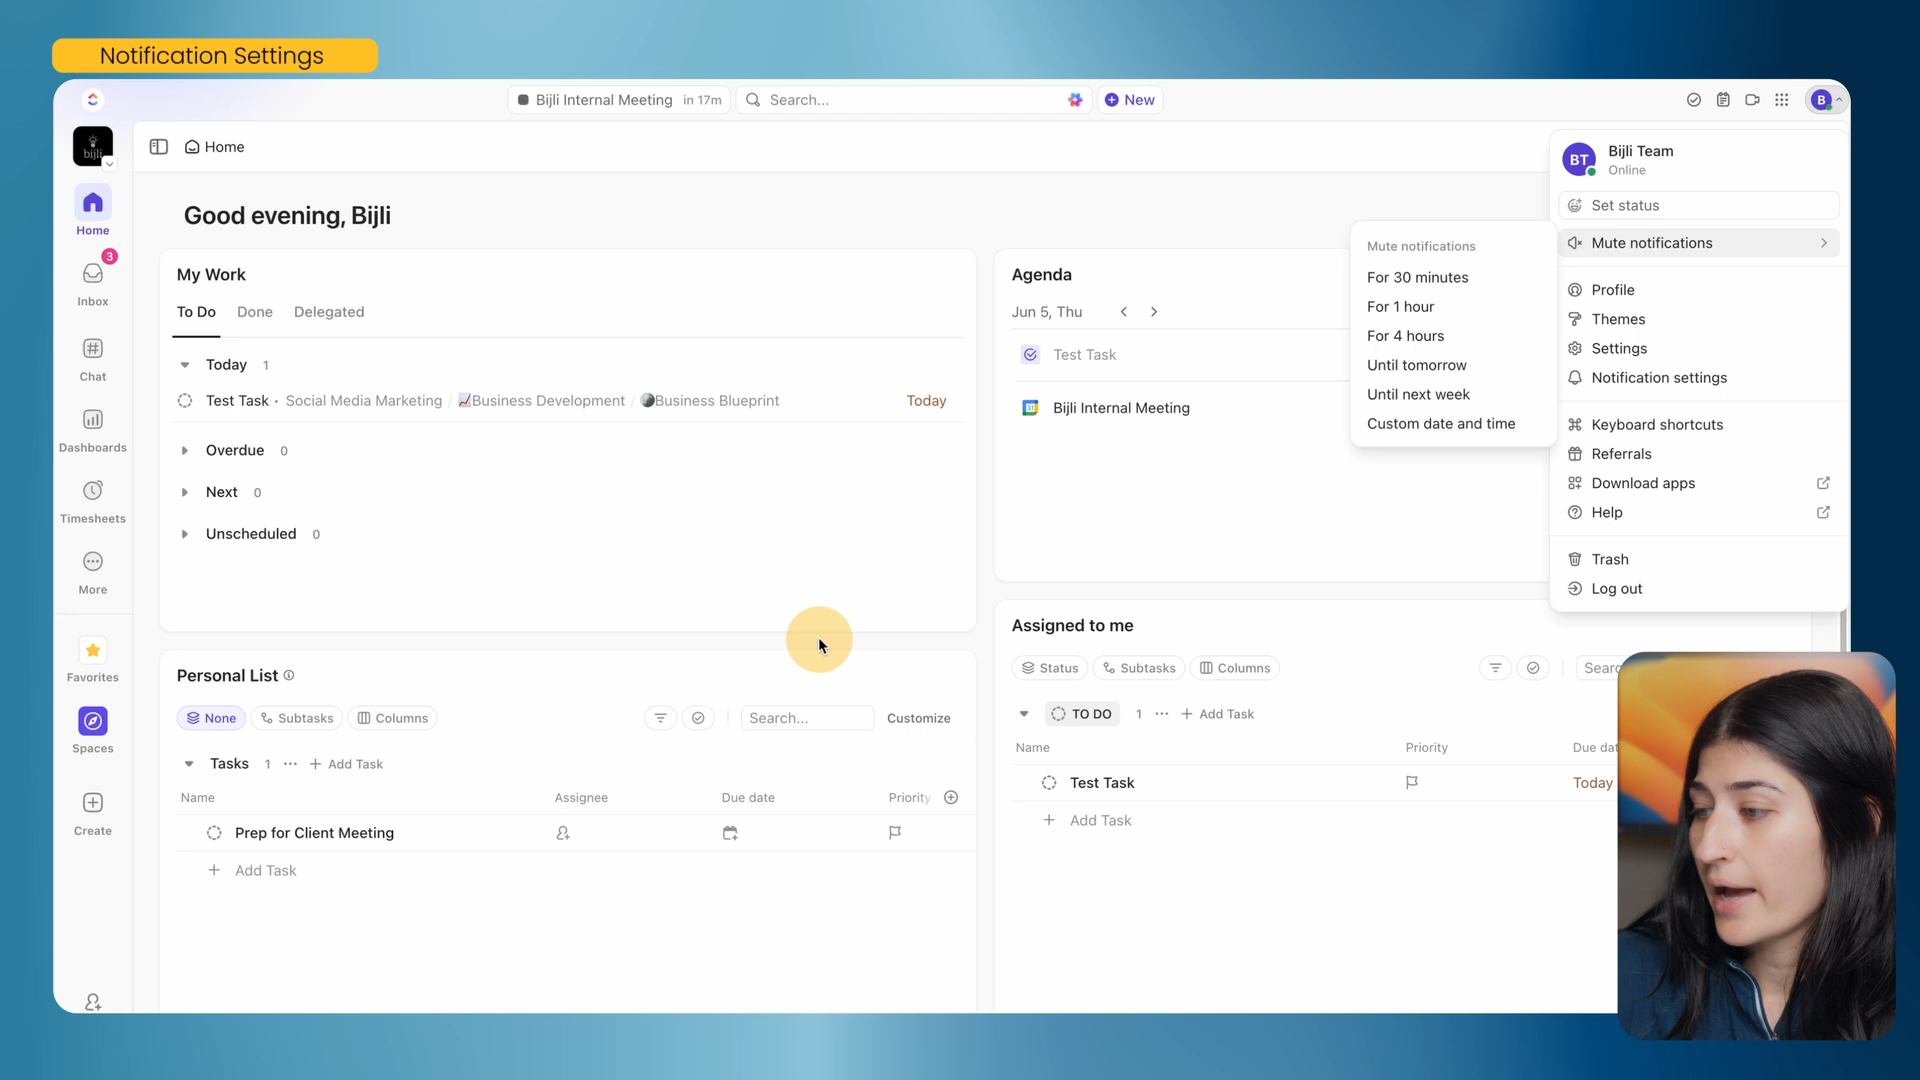 Notification Settings
Bijli Internal Meeting in 17m
Search...
New
B
bijli
Home
Inbox
3
Chat
Dashboards
Timesheets
More
Favorites
Spaces
Create
Home
Good evening, Bijli
My Work
To Do Done Delegated
Today 1
Test Task • Social Media Marketing / Business Development / Business Blueprint Today
Overdue 0
Next 0
Unscheduled 0
Personal List
None Subtasks Columns Search... Customize
Tasks 1 ... + Add Task
Name Assignee Due date Priority
Prep for Client Meeting
+ Add Task
Agenda
Jun 5, Thu
Test Task
31 Bijli Internal Meeting
Assigned to me
Status Subtasks Columns Searc
TO DO 1 ... + Add Task
Name Priority Due dat
Test Task Today
+ Add Task
Mute notifications
For 30 minutes
For 1 hour
For 4 hours
Until tomorrow
Until next week
Custom date and time
BT Bijli Team
Online
Set status
Mute notifications
Profile
Themes
Settings
Notification settings
Keyboard shortcuts
Referrals
Download apps
Help
Trash
Log out